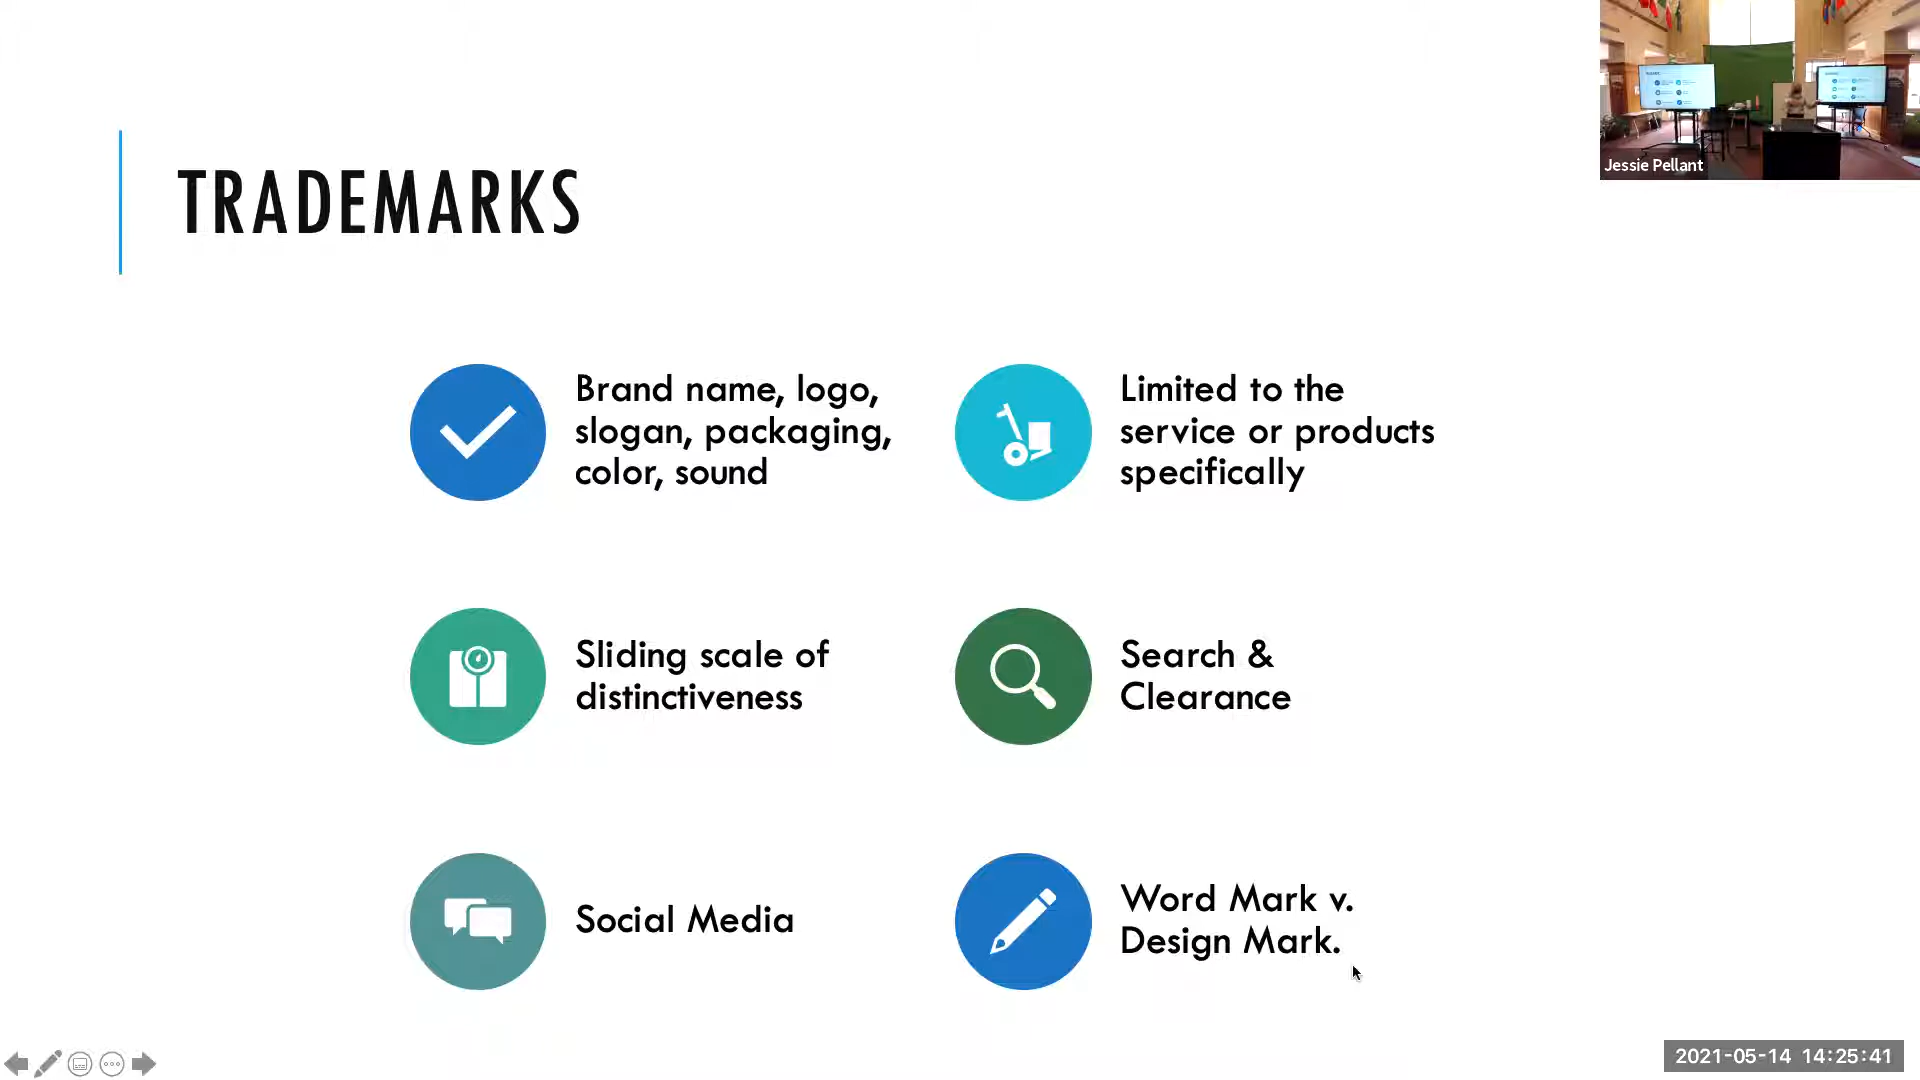 Jessie Pellant
TRADEMARKS
Brand name, logo,
slogan, packaging,
color, sound
Limited to the
service or products
specifically
Sliding scale of
distinctiveness
Search &
Clearance
Social Media
Word Mark v.
Design Mark.
2021-05-14 14:25:41